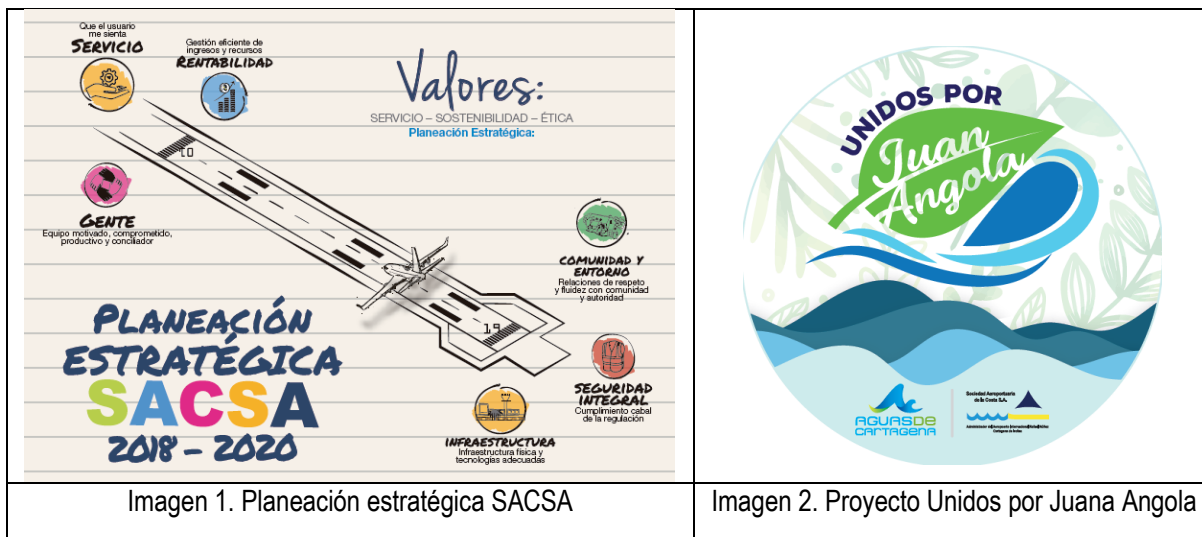 Que el usuario
me sienta
SERVICIO
Gestión eficiente de
ingresos y recursos
RENTABILIDAD
Valores:
SERVICIO – SOSTENIBILIDAD – ÉTICA
Planeación Estratégica:
10
GENTE
Equipo motivado, comprometido,
productivo y conciliador
COMUNIDAD Y
ENTORNO
Relaciones de respeto
y fluidez con comunidad
y autoridad
19
PLANEACIÓN
ESTRATÉGICA
SACSA
2018 – 2020
SEGURIDAD
INTEGRAL
Cumplimiento cabal
de la regulación
INFRAESTRUCTURA
Infraestructura física y
tecnologías adecuadas
Imagen 1. Planeación estratégica SACSA
UNIDOS POR
Juan
Angola
AGUAS DE
CARTAGENA
Sociedad Aeroportuaria
de la Costa S.A.
Imagen 2. Proyecto Unidos por Juana Angola